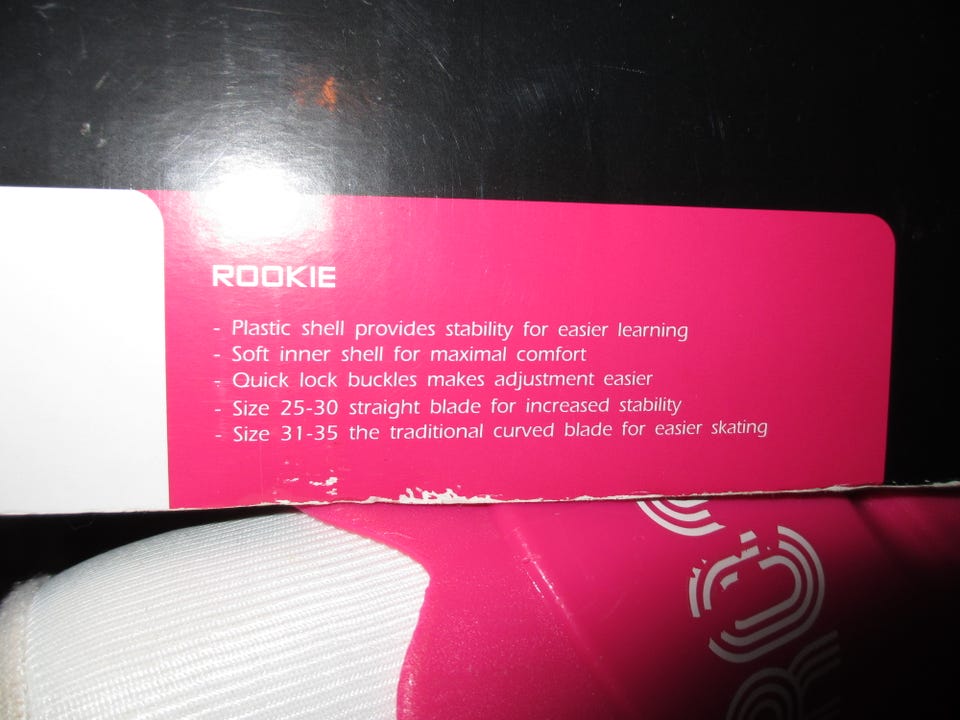 ROOKIE
- Plastic shell provides stability for easier learning
- Soft inner shell for maximal comfort
- Quick lock buckles makes adjustment easier
- Size 25-30 straight blade for increased stability
- Size 31-35 the traditional curved blade for easier skating